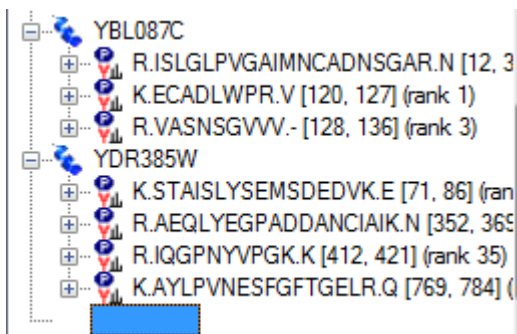 YBL087C
R.ISLGLPVGAIMNCADNSGAR.N [12, 3
K.ECADLWPR.V [120, 127] (rank 1)
R.VASNSGVVV.- [128, 136] (rank 3)
YDR385W
K.STAISLYSEMSDEDVK.E [71, 86] (ran
R.AEQLYEGPADDANCIAIK.N [352, 369
R.IQGPNYVPGK.K [412, 421] (rank 35)
K.AYLPVNESFGFTGELR.Q [769, 784] (